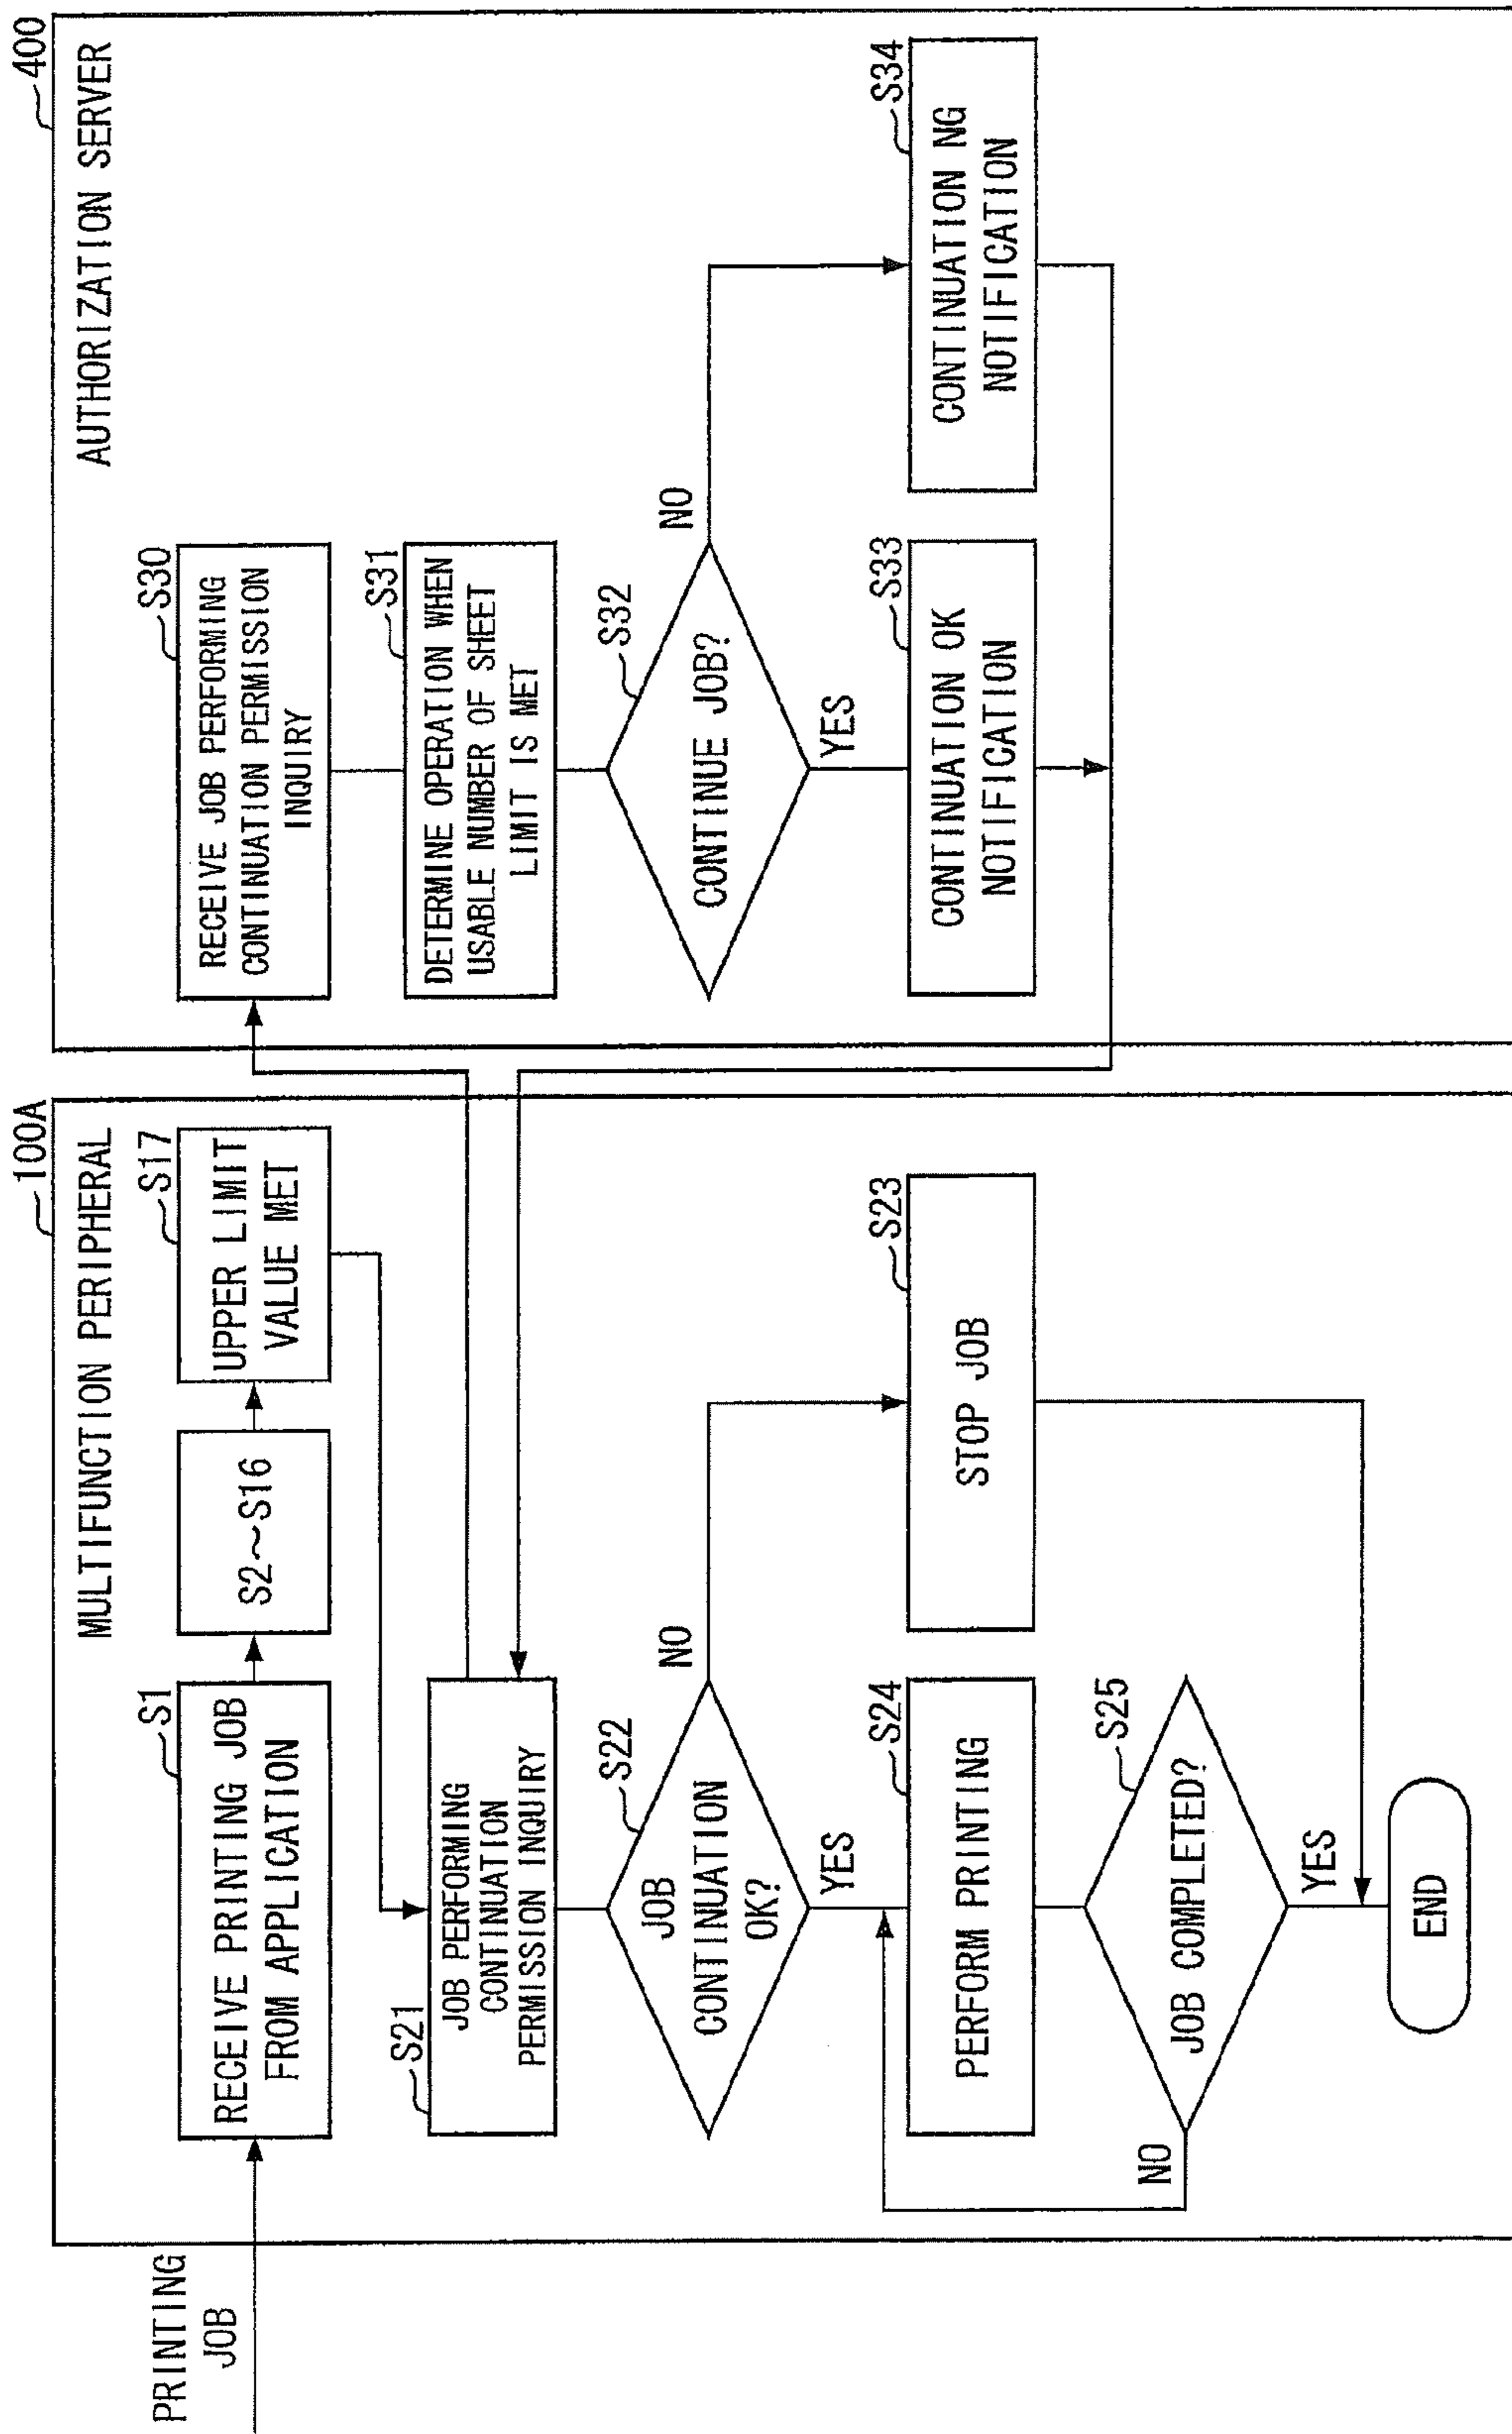 PRINTING
JOB
100A
MULTIFUNCTION PERIPHERAL
S1
RECEIVE PRINTING JOB
FROM APPLICATION
S2~S16
S17
UPPER LIMIT
VALUE MET
S21
JOB PERFORMING
CONTINUATION
PERMISSION INQUIRY
S22
JOB
CONTINUATION
OK?
NO
YES
S24
PERFORM PRINTING
S23
STOP JOB
S25
JOB COMPLETED?
NO
YES
END
400
AUTHORIZATION SERVER
S30
RECEIVE JOB PERFORMING
CONTINUATION PERMISSION
INQUIRY
S31
DETERMINE OPERATION WHEN
USABLE NUMBER OF SHEET
LIMIT IS MET
S32
CONTINUE JOB?
NO
YES
S33
CONTINUATION OK
NOTIFICATION
S34
CONTINUATION NG
NOTIFICATION